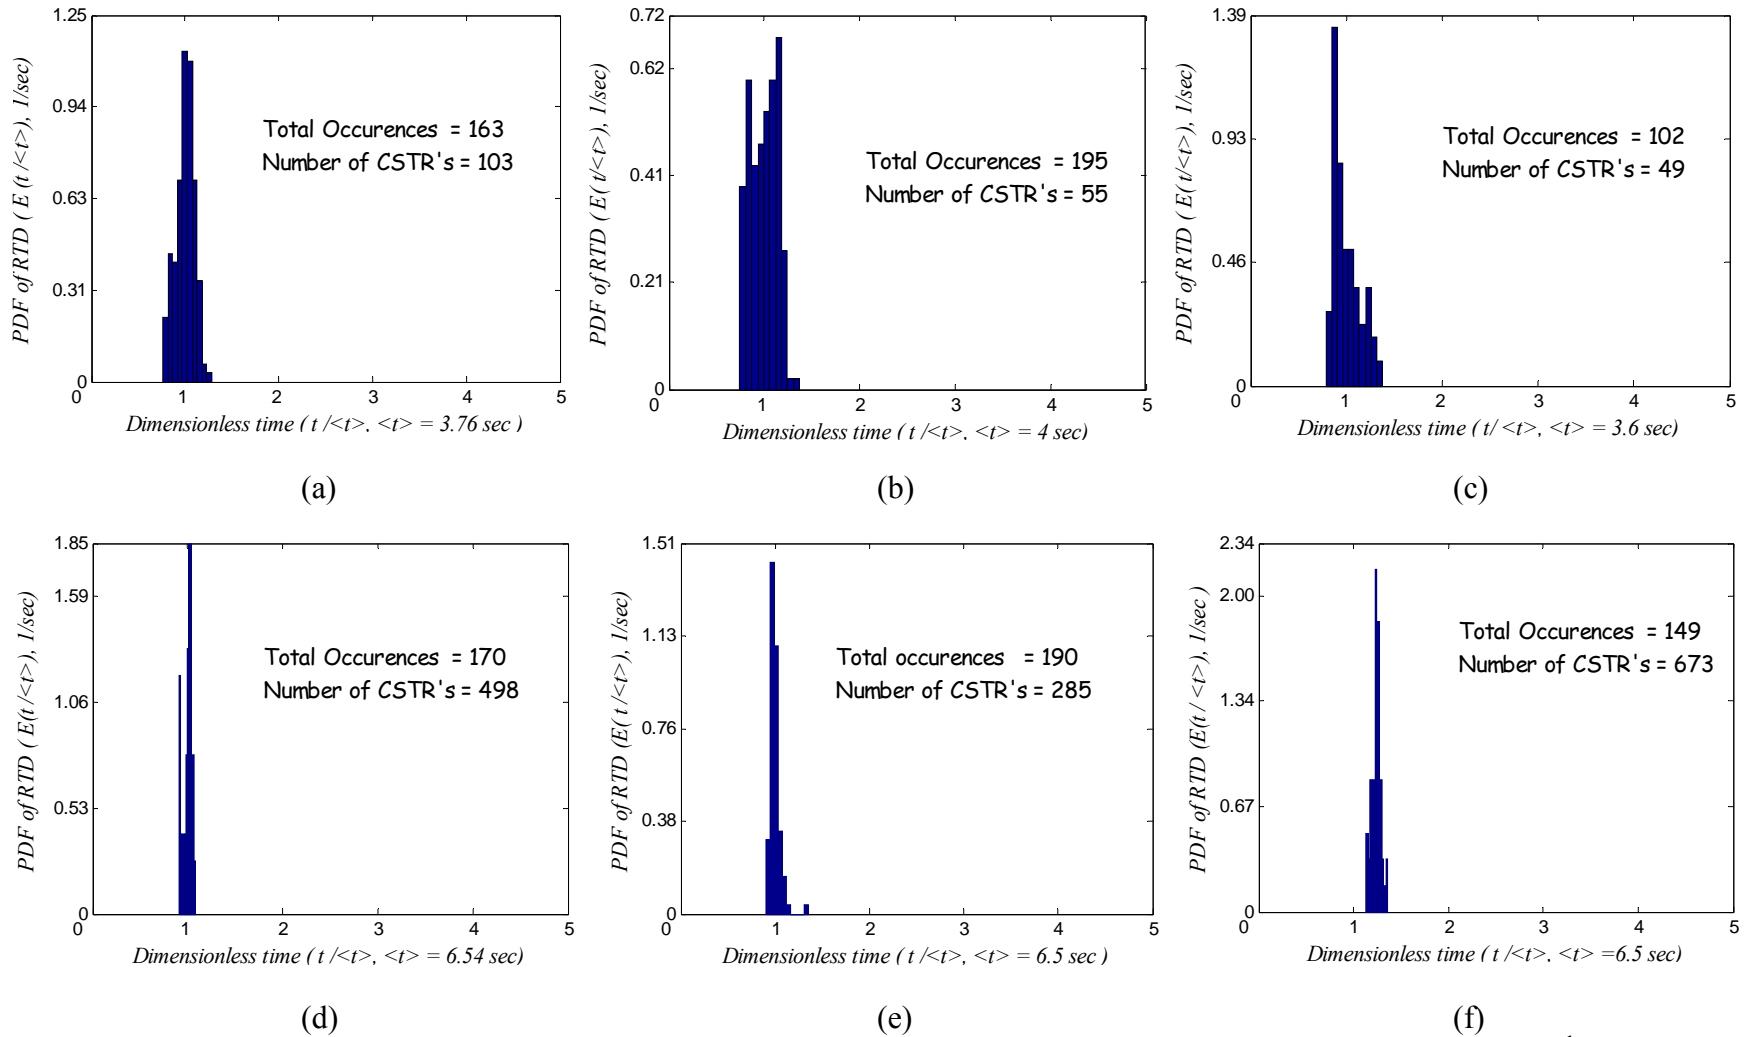 1.25
0.94
0.63
0.31
0
0 1 2 3 4 5
PDF of RTD ( E (t /<t>), 1/sec)
Total Occurences = 163
Number of CSTR's = 103
Dimensionless time ( t /<t>, <t> = 3.76 sec )
(a)
0.72
0.62
0.41
0.21
0
0 1 2 3 4 5
PDF of RTD ( E( t/<t>), 1/sec)
Total Occurences = 195
Number of CSTR's = 55
Dimensionless time ( t /<t>, <t> = 4 sec)
(b)
1.39
0.93
0.46
0
0 1 2 3 4 5
PDF of RTD ( E( t/<t>), 1/sec)
Total Occurences = 102
Number of CSTR's = 49
Dimensionless time ( t/ <t>, <t> = 3.6 sec)
(c)
1.85
1.59
1.06
0.53
0
0 1 2 3 4 5
PDF of RTD ( E(t /<t>), 1/sec)
Total Occurences = 170
Number of CSTR's = 498
Dimensionless time ( t /<t>, <t> = 6.54 sec)
(d)
1.51
1.13
0.76
0.38
0
0 1 2 3 4 5
PDF of RTD (E( t /<t>), 1/sec)
Total occurences = 190
Number of CSTR's = 285
Dimensionless time ( t /<t>, <t> = 6.5 sec )
(e)
2.34
2.00
1.34
0.67
0
0 1 2 3 4 5
PDF of RTD (E(t / <t>), 1/sec )
Total Occurences = 149
Number of CSTR's = 673
Dimensionless time ( t /<t>, <t> =6.5 sec)
(f)